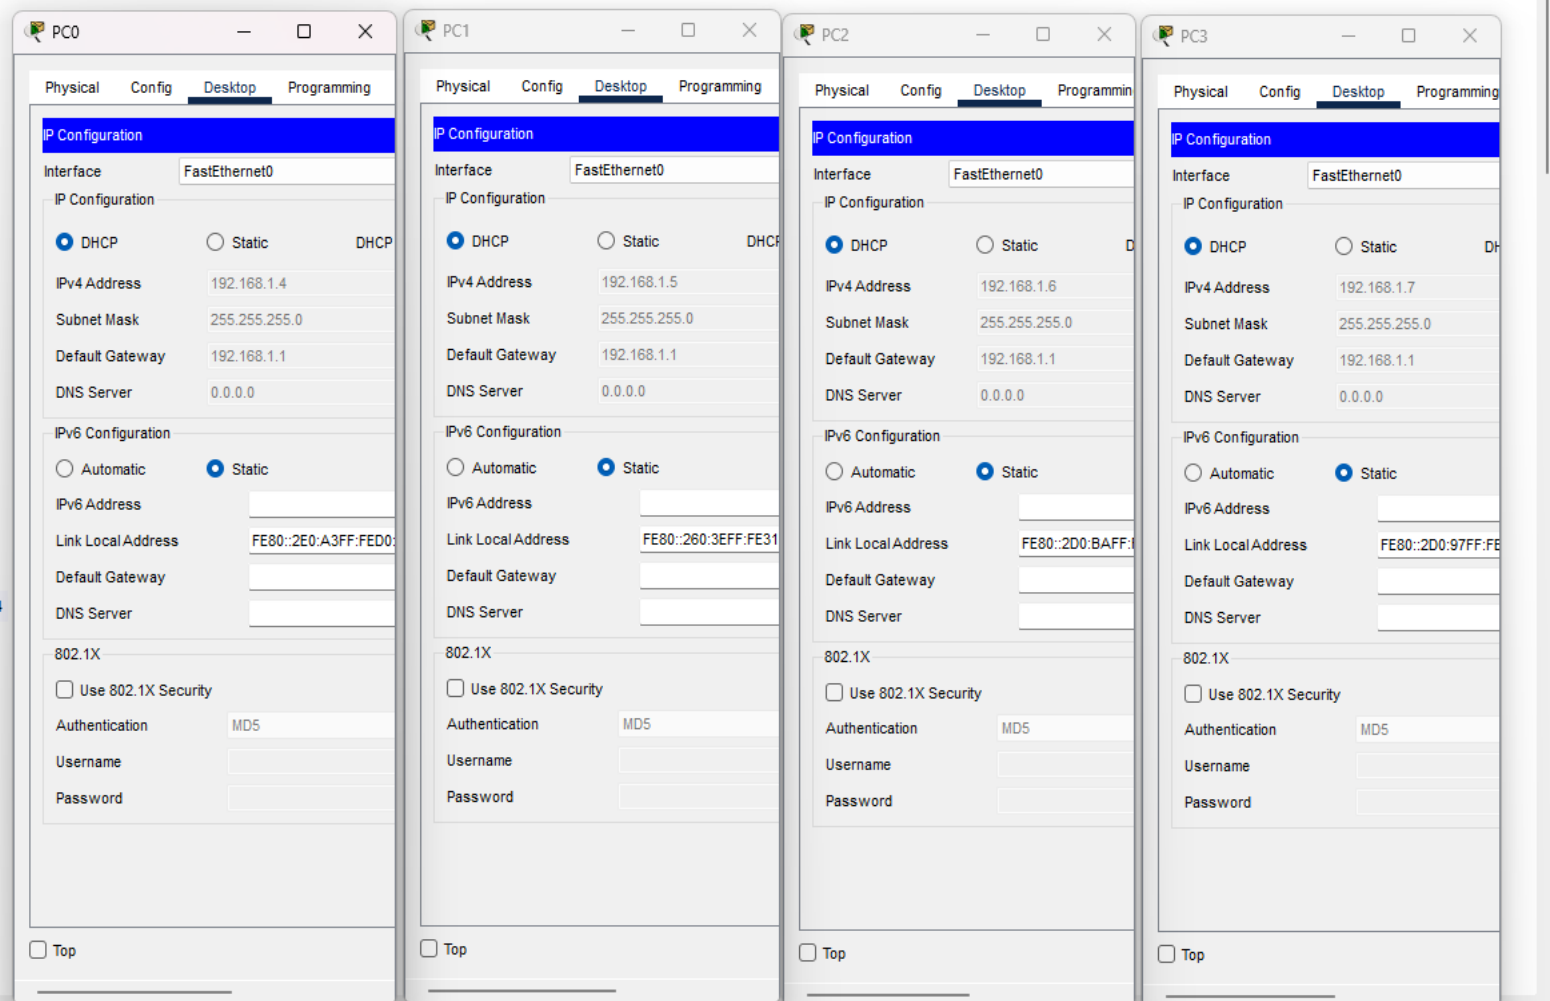 PC0
Physical Config Desktop Programming
IP Configuration
Interface FastEthernet0
IP Configuration
DHCP Static DHCP
IPv4 Address 192.168.1.4
Subnet Mask 255.255.255.0
Default Gateway 192.168.1.1
DNS Server 0.0.0.0
IPv6 Configuration
Automatic Static
IPv6 Address
Link Local Address FE80::2E0:A3FF:FED0:
Default Gateway
DNS Server
802.1X
Use 802.1X Security
Authentication MD5
Username
Password
Top
PC1
Physical Config Desktop Programming
IP Configuration
Interface FastEthernet0
IP Configuration
DHCP Static DHCP
IPv4 Address 192.168.1.5
Subnet Mask 255.255.255.0
Default Gateway 192.168.1.1
DNS Server 0.0.0.0
IPv6 Configuration
Automatic Static
IPv6 Address
Link Local Address FE80::260:3EFF:FE31
Default Gateway
DNS Server
802.1X
Use 802.1X Security
Authentication MD5
Username
Password
Top
PC2
Physical Config Desktop Programmin
IP Configuration
Interface FastEthernet0
IP Configuration
DHCP Static D
IPv4 Address 192.168.1.6
Subnet Mask 255.255.255.0
Default Gateway 192.168.1.1
DNS Server 0.0.0.0
IPv6 Configuration
Automatic Static
IPv6 Address
Link Local Address FE80::2D0:BAFF:
Default Gateway
DNS Server
802.1X
Use 802.1X Security
Authentication MD5
Username
Password
Top
PC3
Physical Config Desktop Programming
IP Configuration
Interface FastEthernet0
IP Configuration
DHCP Static DH
IPv4 Address 192.168.1.7
Subnet Mask 255.255.255.0
Default Gateway 192.168.1.1
DNS Server 0.0.0.0
IPv6 Configuration
Automatic Static
IPv6 Address
Link Local Address FE80::2D0:97FF:FE
Default Gateway
DNS Server
802.1X
Use 802.1X Security
Authentication MD5
Username
Password
Top